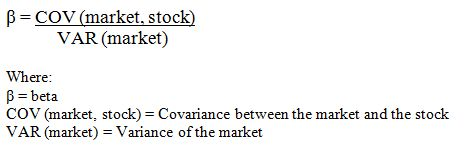 β = COV (market, stock)
VAR (market)
Where:
β = beta
COV (market, stock) = Covariance between the market and the stock
VAR (market) = Variance of the market